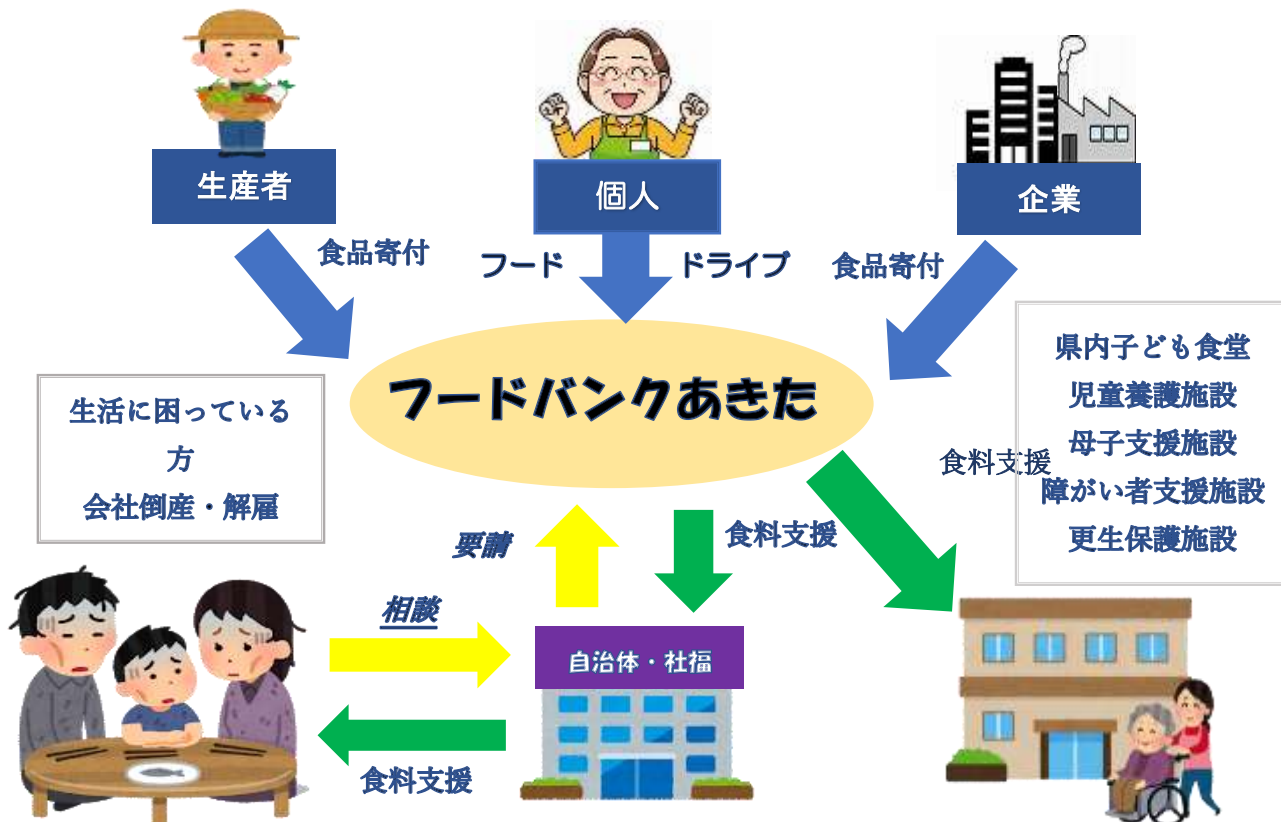 生産者
個人
企業
食品寄付
フード
ドライブ
食品寄付
フードバンクあきた
生活に困っている
方
会社倒産・解雇
県内子ども食堂
児童養護施設
母子支援施設
障がい者支援施設
更生保護施設
食料支援
要請
食料支援
相談
自治体・社福
食料支援